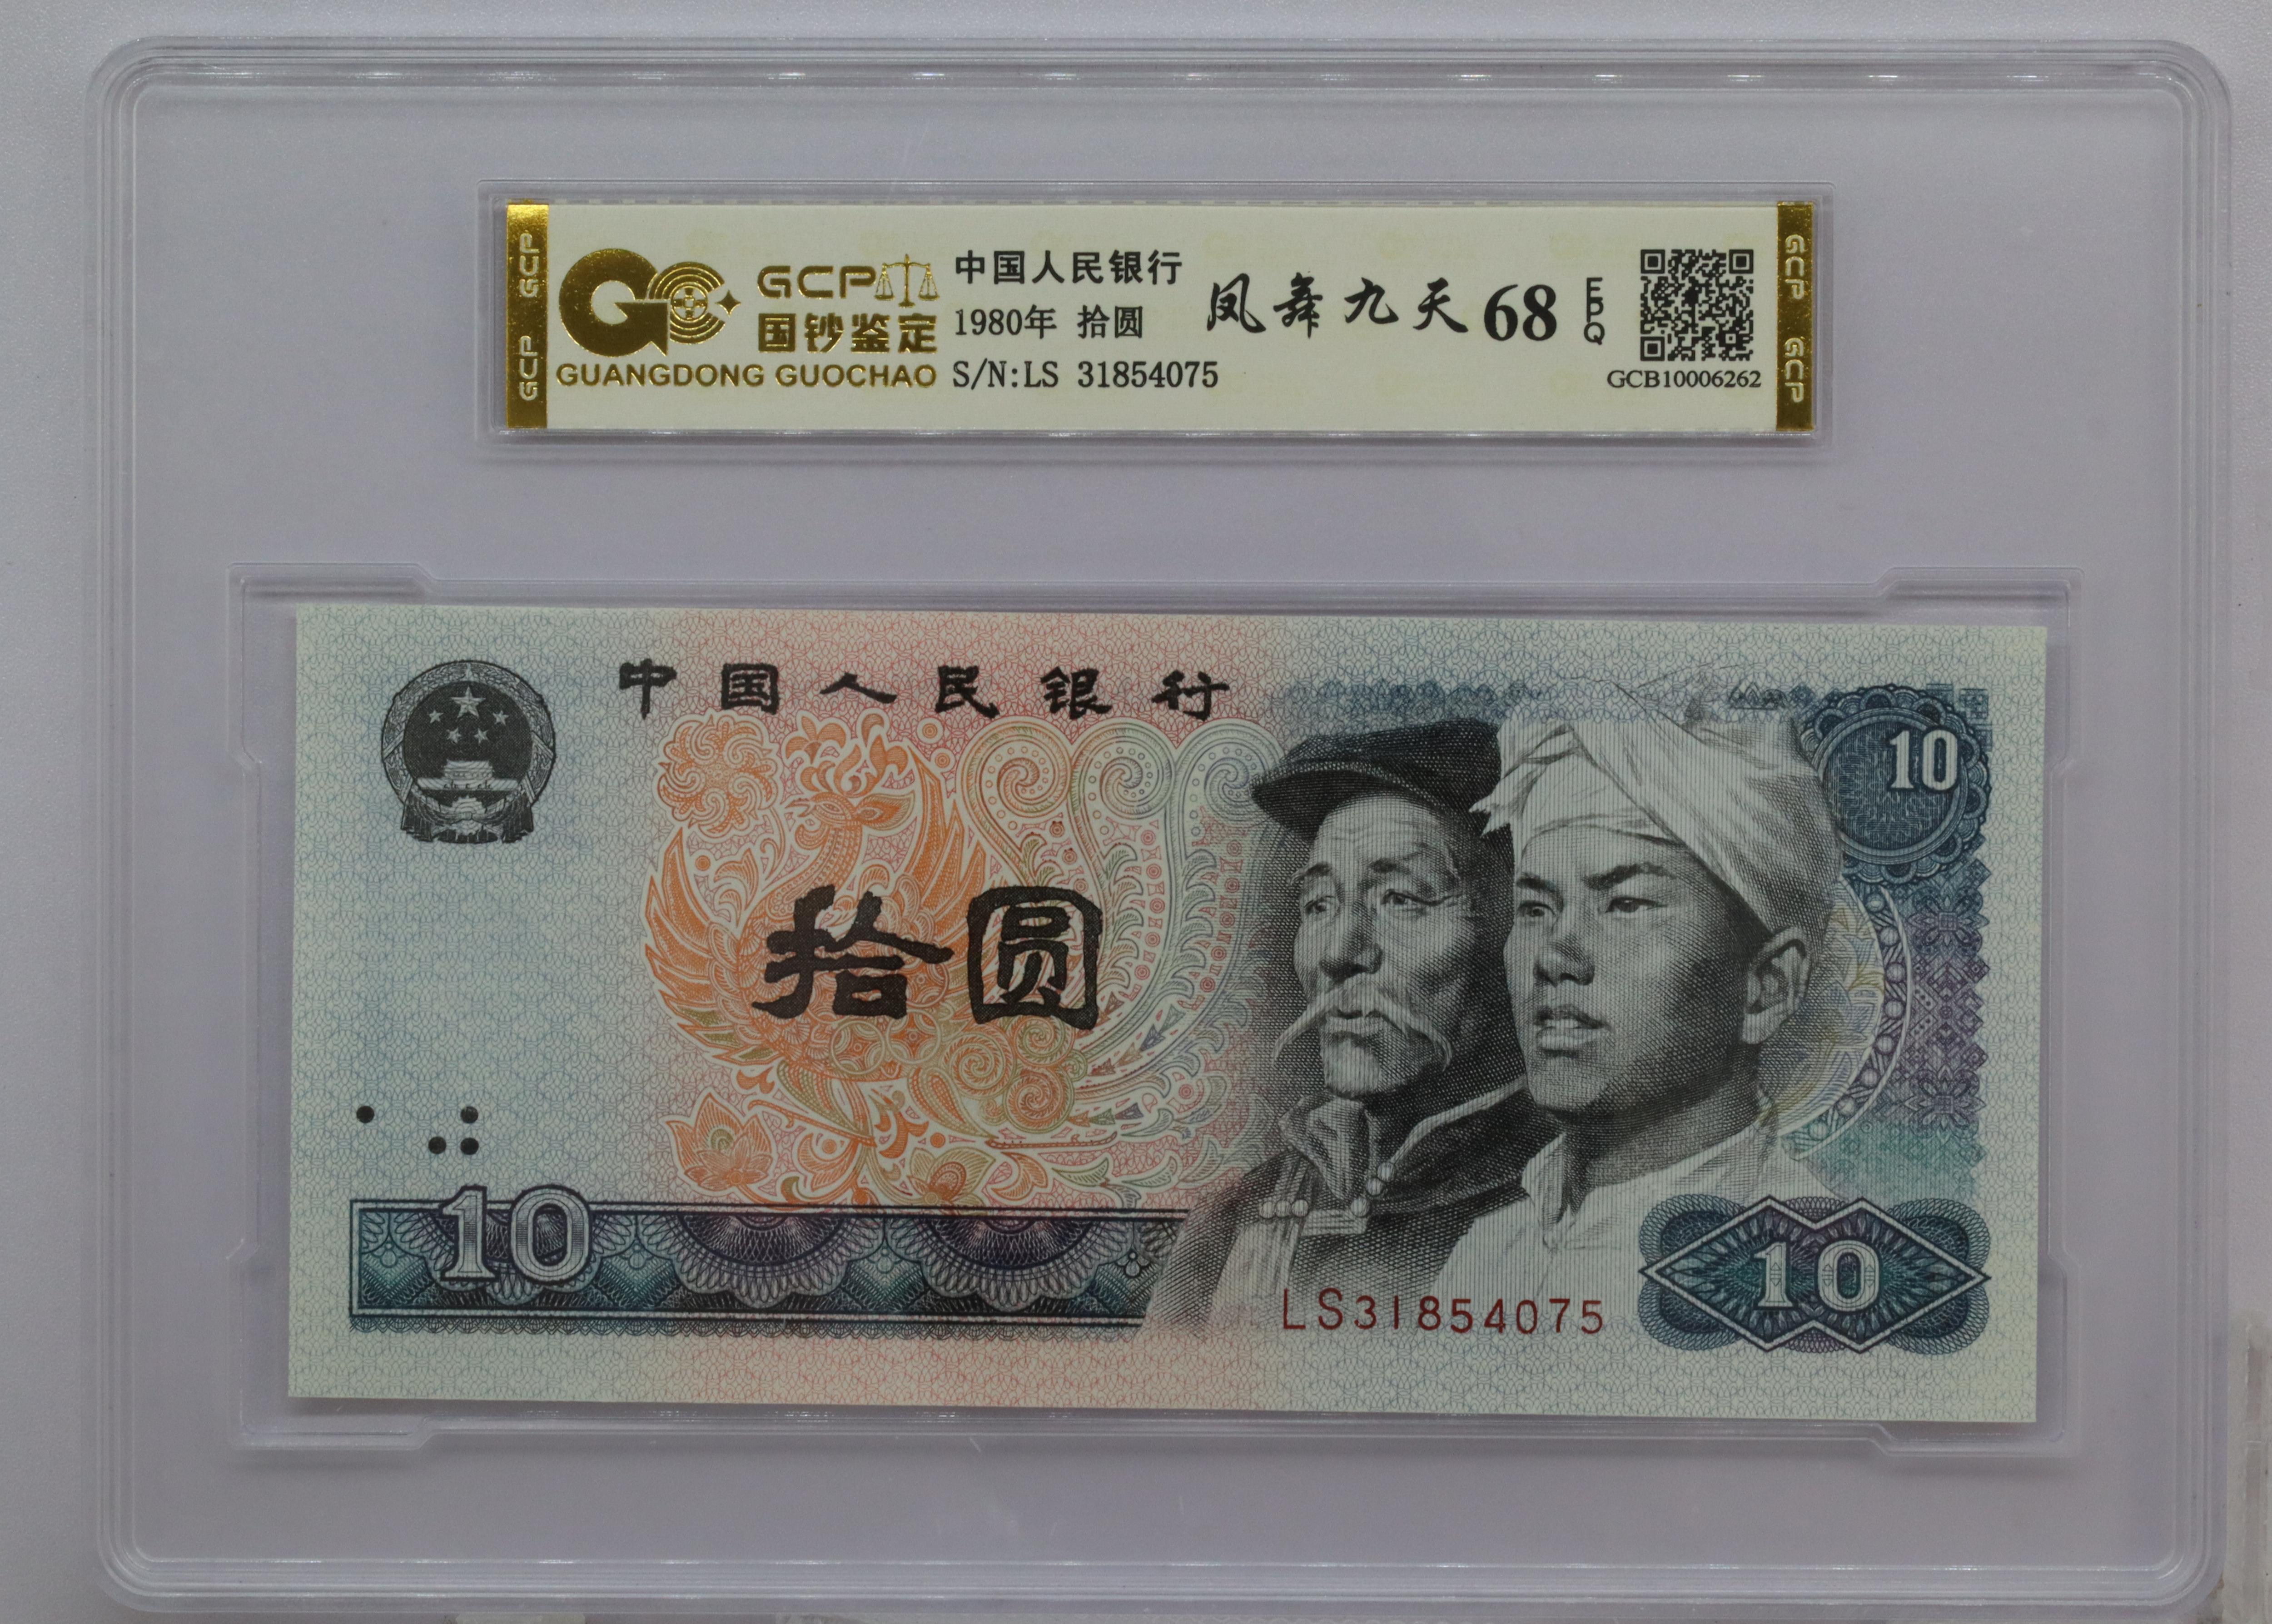 GCP GCP
GCP
国钞鉴定
GUANGDONG GUOCHAO
中国人民银行
1980年 拾圆
S/N:LS 31854075
凤舞九天 68 EPQ
GCB10006262
GCP GCP
中国人民银行
10
拾圆
10
LS31854075
10